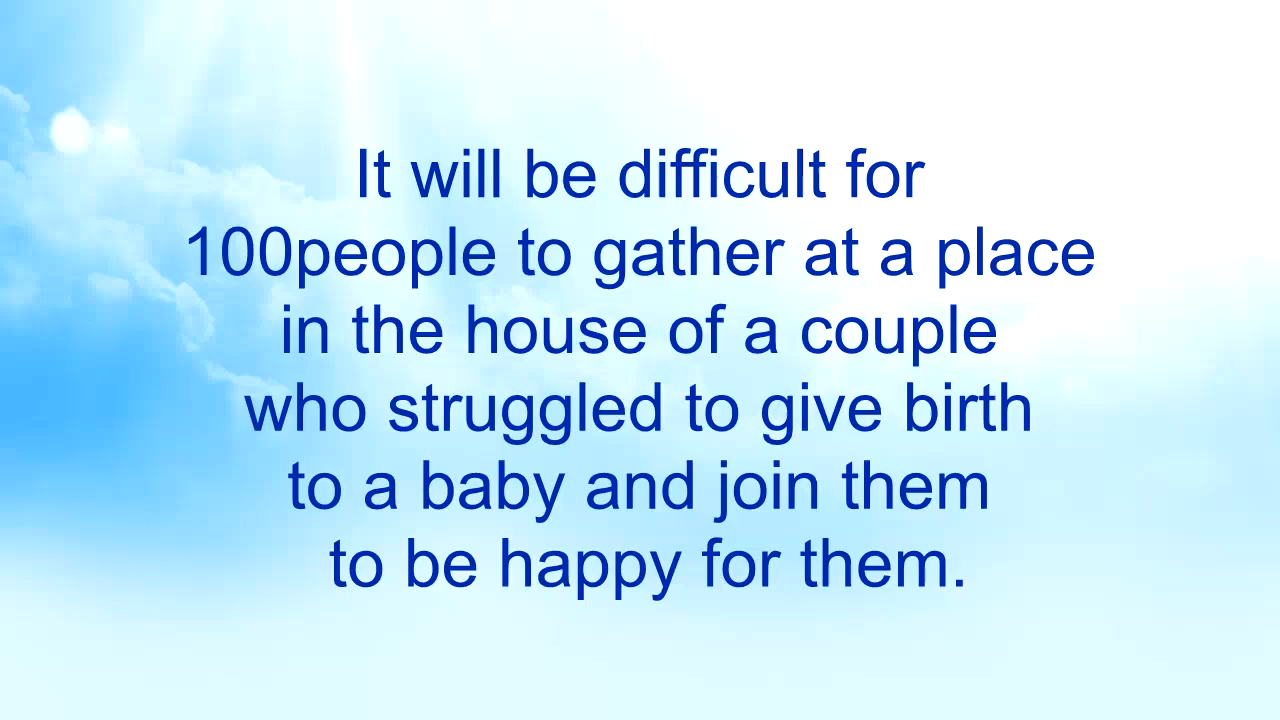 It will be difficult for
100people to gather at a place
in the house of a couple
who struggled to give birth
to a baby and join them
to be happy for them.